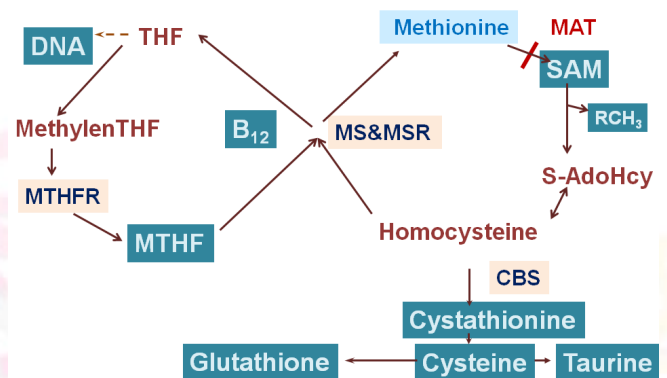 DNA
THF
Methionine
MAT
SAM
RCH₃
MethylenTHF
B₁₂
MS&MSR
MTHFR
S-AdoHcy
MTHF
Homocysteine
CBS
Cystathionine
Glutathione
Cysteine
Taurine